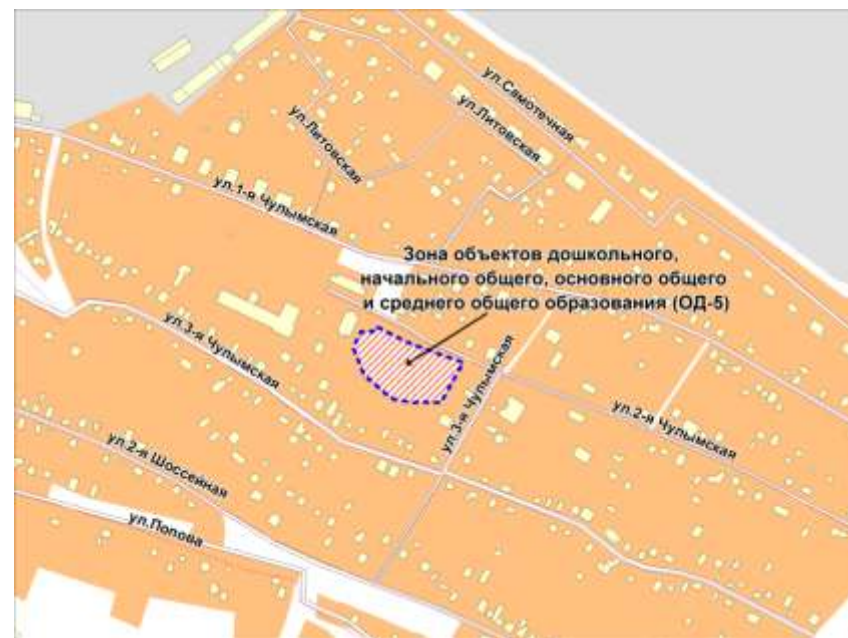 ул.Самотечная
ул.Литовская
ул.Литовская
ул.1-я Чулымская
Зона объектов дошкольного,
начального общего, основного общего
и среднего общего образования (ОД-5)
ул.3-я Чулымская
ул.3-я Чулымская
ул.2-я Чулымская
ул.2-я Шоссейная
ул.Попова